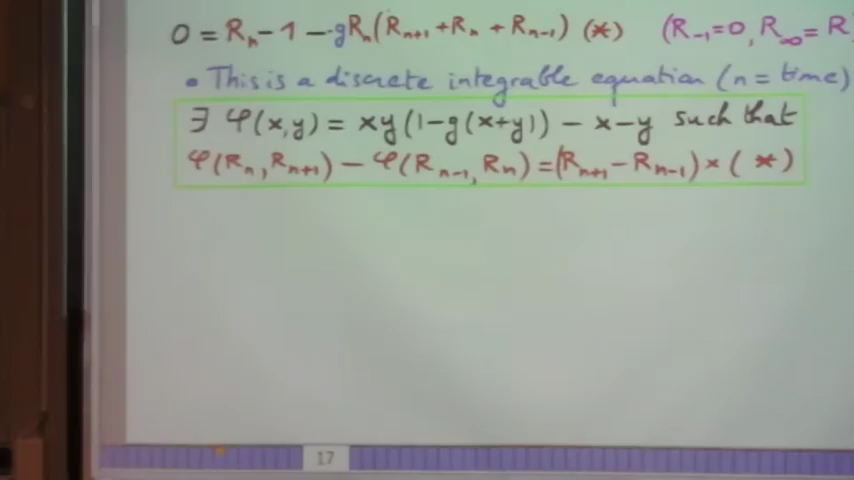 0 = Rₙ - 1 - gRₙ(Rₙ₊₁ + Rₙ + Rₙ₋₁) (*) (R₋₁ = 0, R∞ = R
• This is a discrete integrable equation (n = time)
∃ φ(x,y) = xy(1-g(x+y)) - x-y such that
φ(Rₙ, Rₙ₊₁) - φ(Rₙ₋₁, Rₙ) = (Rₙ₊₁ - Rₙ₋₁) × (*)
17